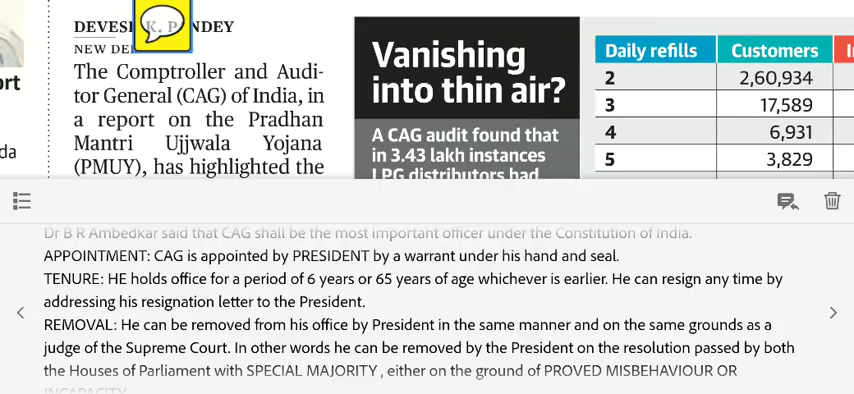 ort
da
DEVESH K. PANDEY
NEW DE
The Comptroller and Audi-
tor General (CAG) of India, in
a report on the Pradhan
Mantri Ujjwala Yojana
(PMUY), has highlighted the
Vanishing
into thin air?
A CAG audit found that
in 3.43 lakh instances
LPG distributors had
Daily refills Customers
2 2,60,934
3 17,589
4 6,931
5 3,829
Dr B R Ambedkar said that CAG shall be the most important officer under the Constitution of India.
APPOINTMENT: CAG is appointed by PRESIDENT by a warrant under his hand and seal.
TENURE: HE holds office for a period of 6 years or 65 years of age whichever is earlier. He can resign any time by
addressing his resignation letter to the President.
REMOVAL: He can be removed from his office by President in the same manner and on the same grounds as a
judge of the Supreme Court. In other words he can be removed by the President on the resolution passed by both
the Houses of Parliament with SPECIAL MAJORITY , either on the ground of PROVED MISBEHAVIOUR OR
INCAPACITY